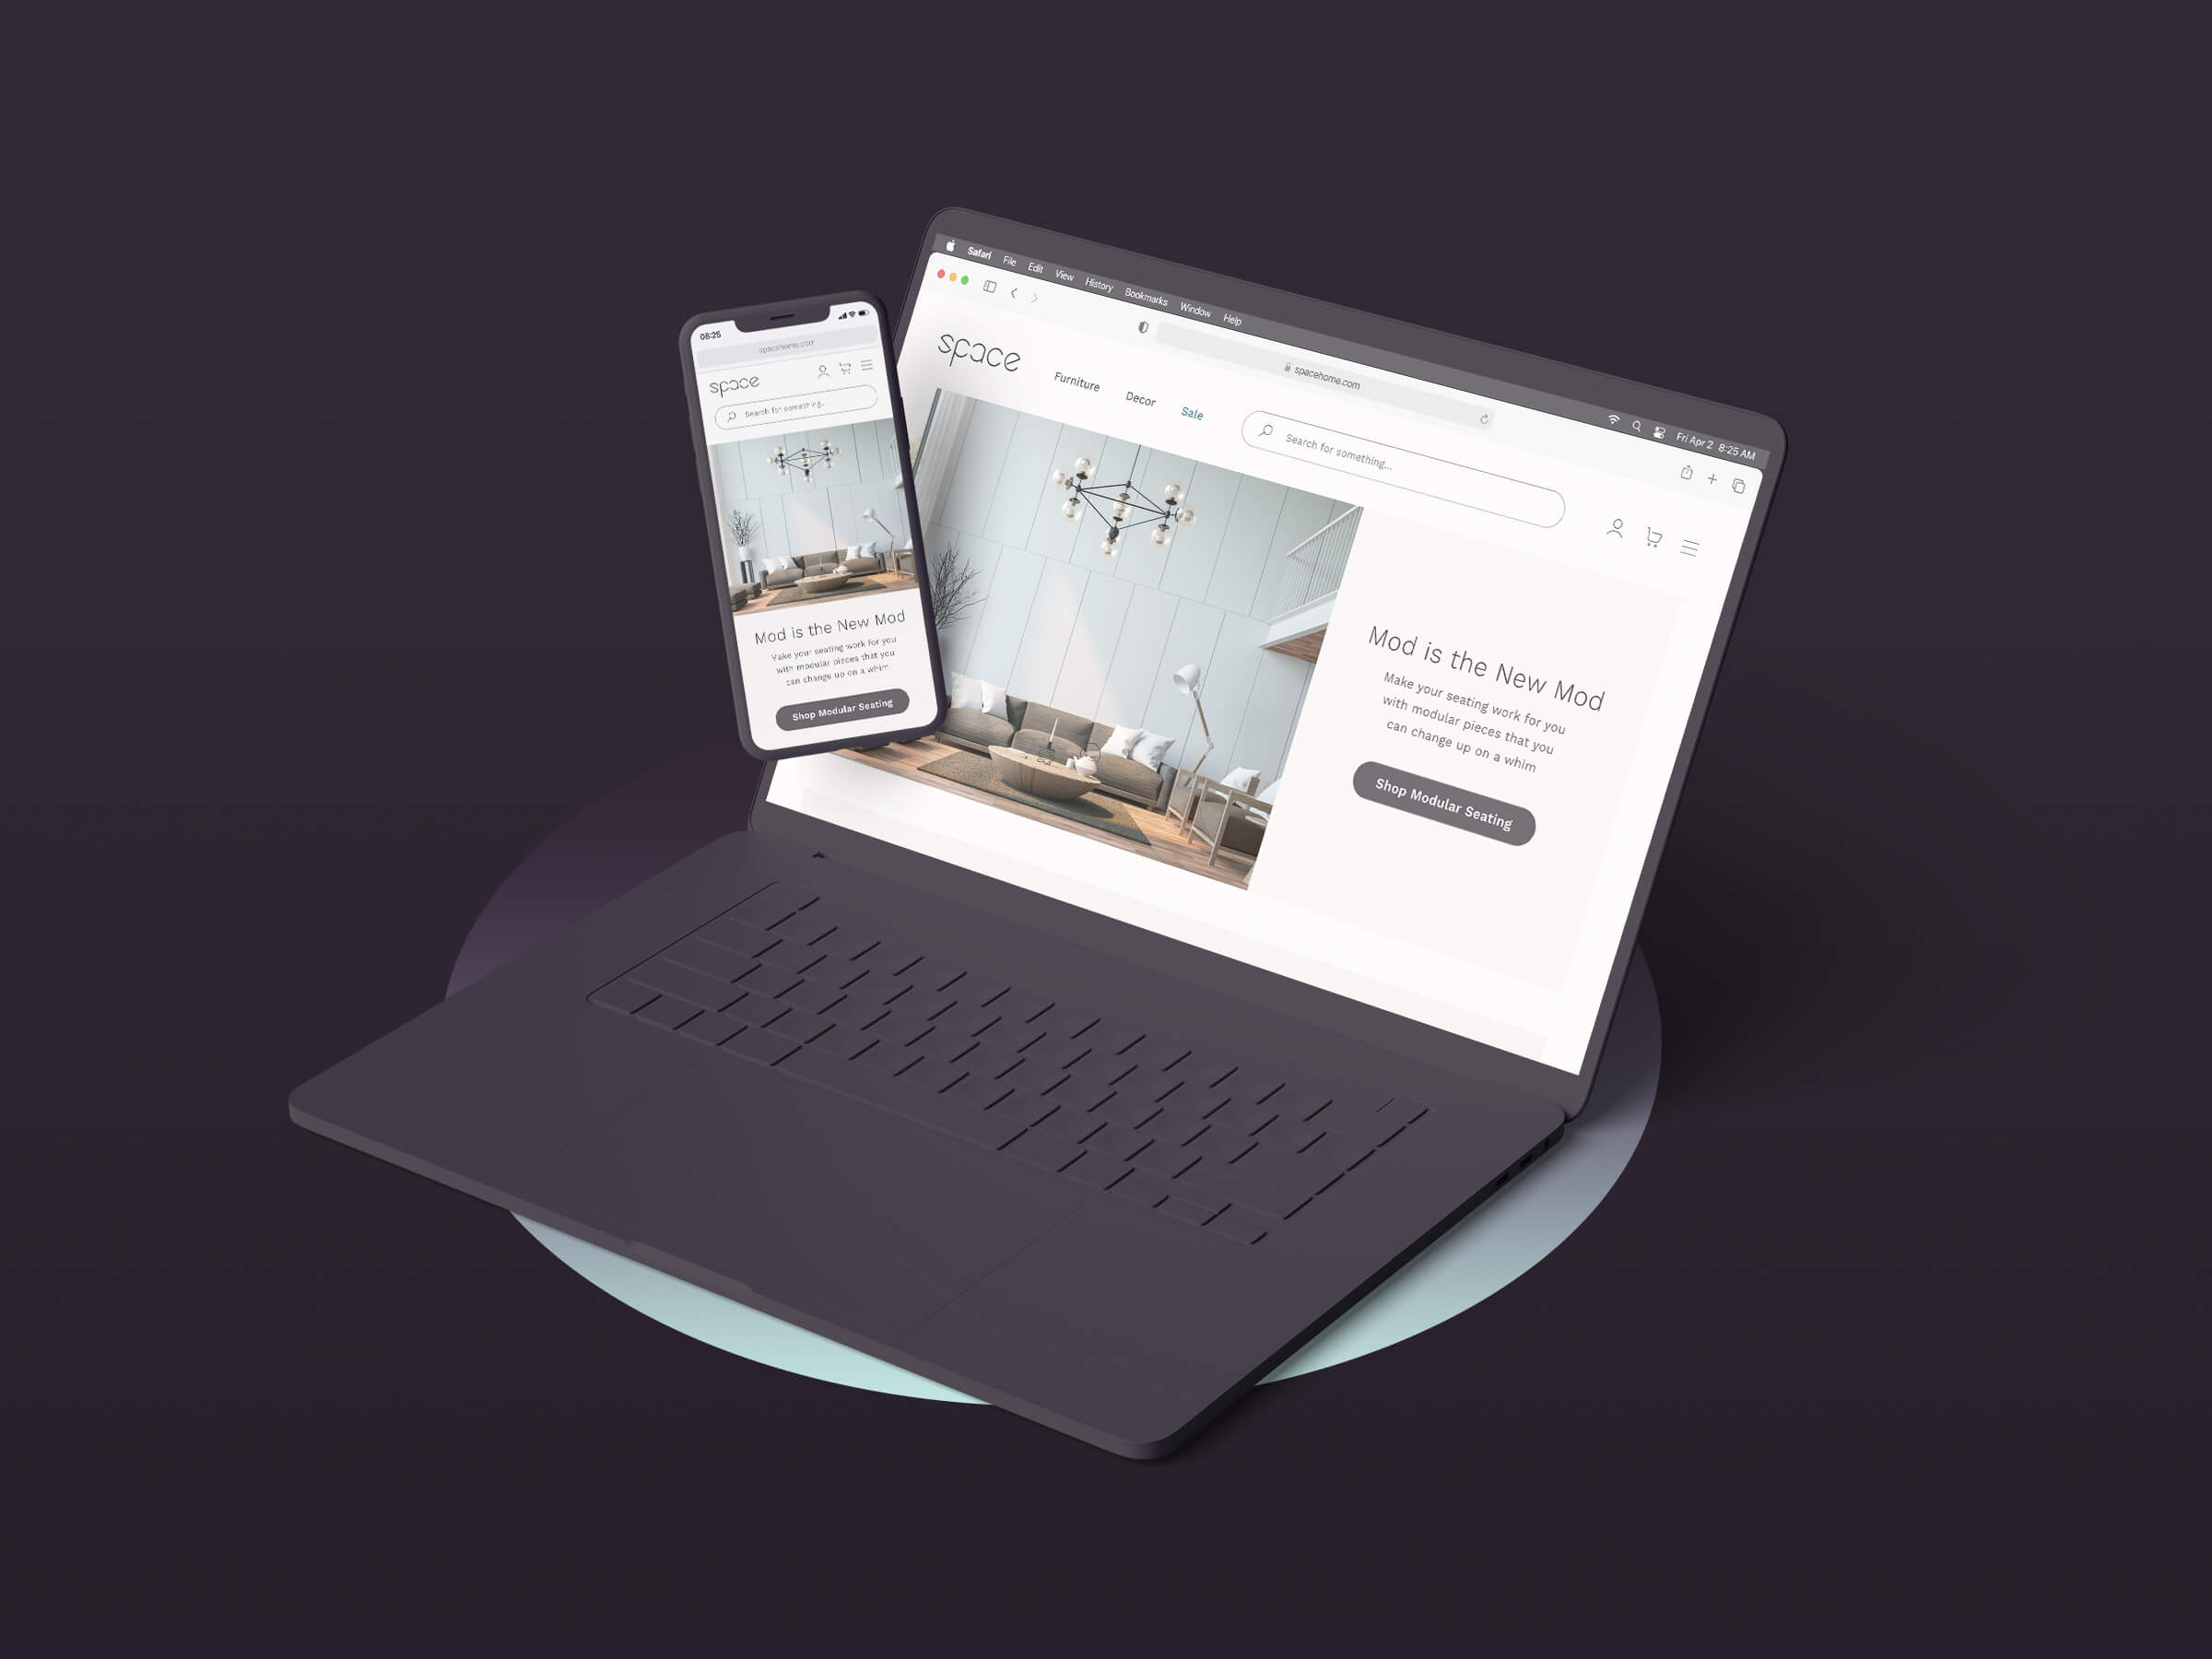 08:25
spacehome.com
space
Search for something...
Mod is the New Mod
Make your seating work for you
with modular pieces that you
can change up on a whim
Shop Modular Seating
Safari File Edit View History Bookmarks Window Help
Fri Apr 2 8:25 AM
spacehome.com
space
Furniture Decor Sale
Search for something...
Mod is the New Mod
Make your seating work for you
with modular pieces that you
can change up on a whim
Shop Modular Seating